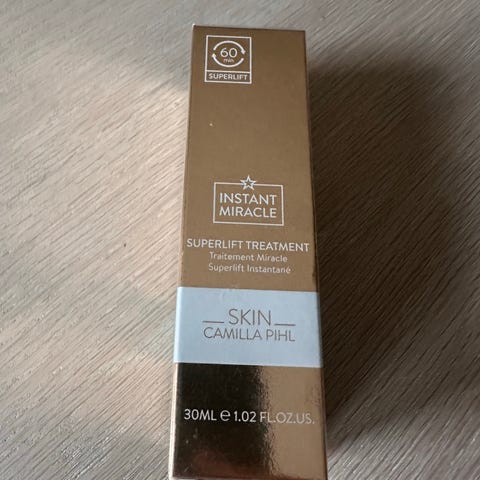 60
min
SUPERLIFT
INSTANT
MIRACLE
SUPERLIFT TREATMENT
Traitement Miracle
Superlift Instantané
SKIN
CAMILLA PIHL
30ML e 1.02 FL.OZ.US.